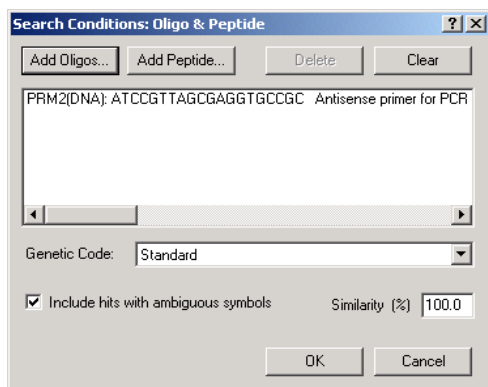 Search Conditions: Oligo & Peptide
Add Oligos... Add Peptide... Delete Clear
PRM2(DNA): ATCCGTTAGCGAGGTGCCGC Antisense primer for PCR
Genetic Code: Standard
Include hits with ambiguous symbols Similarity (%) 100.0
OK Cancel